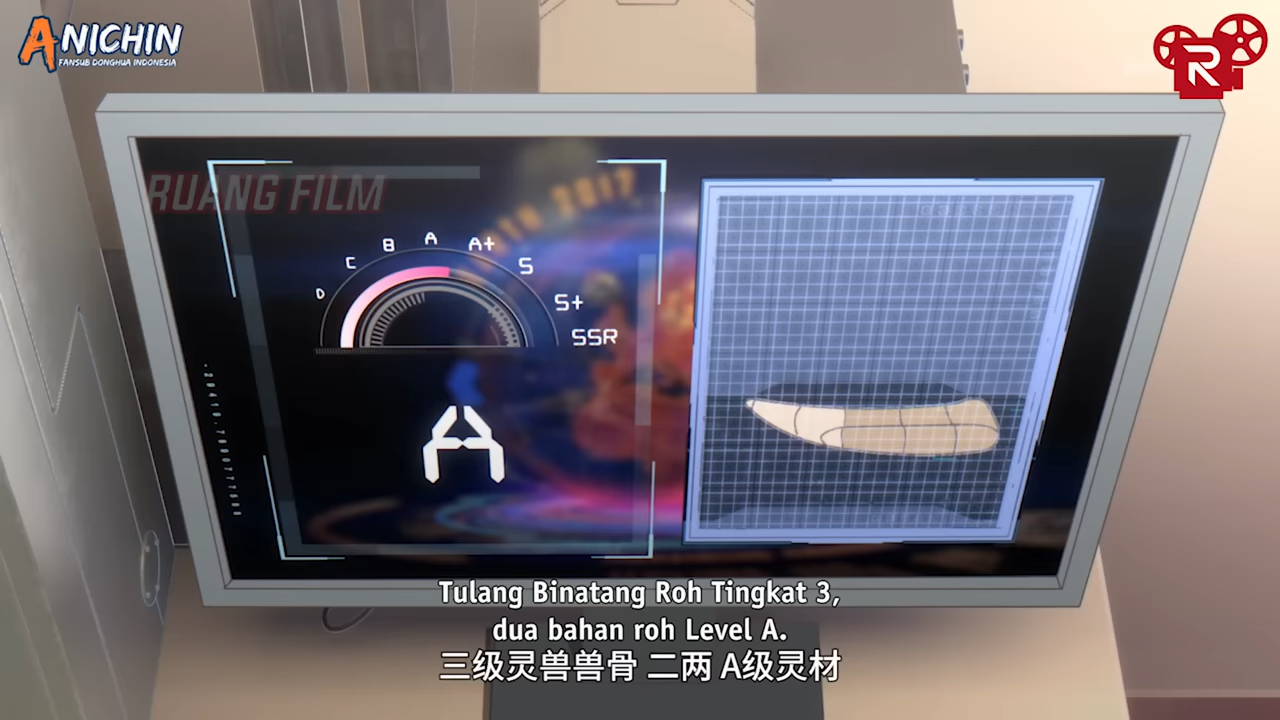 ANICHIN
FANSUB DONGHUA INDONESIA
R
RUANG FILM
2017
D
C
B
A
A+
S
S+
SSR
A
Tulang Binatang Roh Tingkat 3,
dua bahan roh Level A.
三级灵兽兽骨 二两 A级灵材